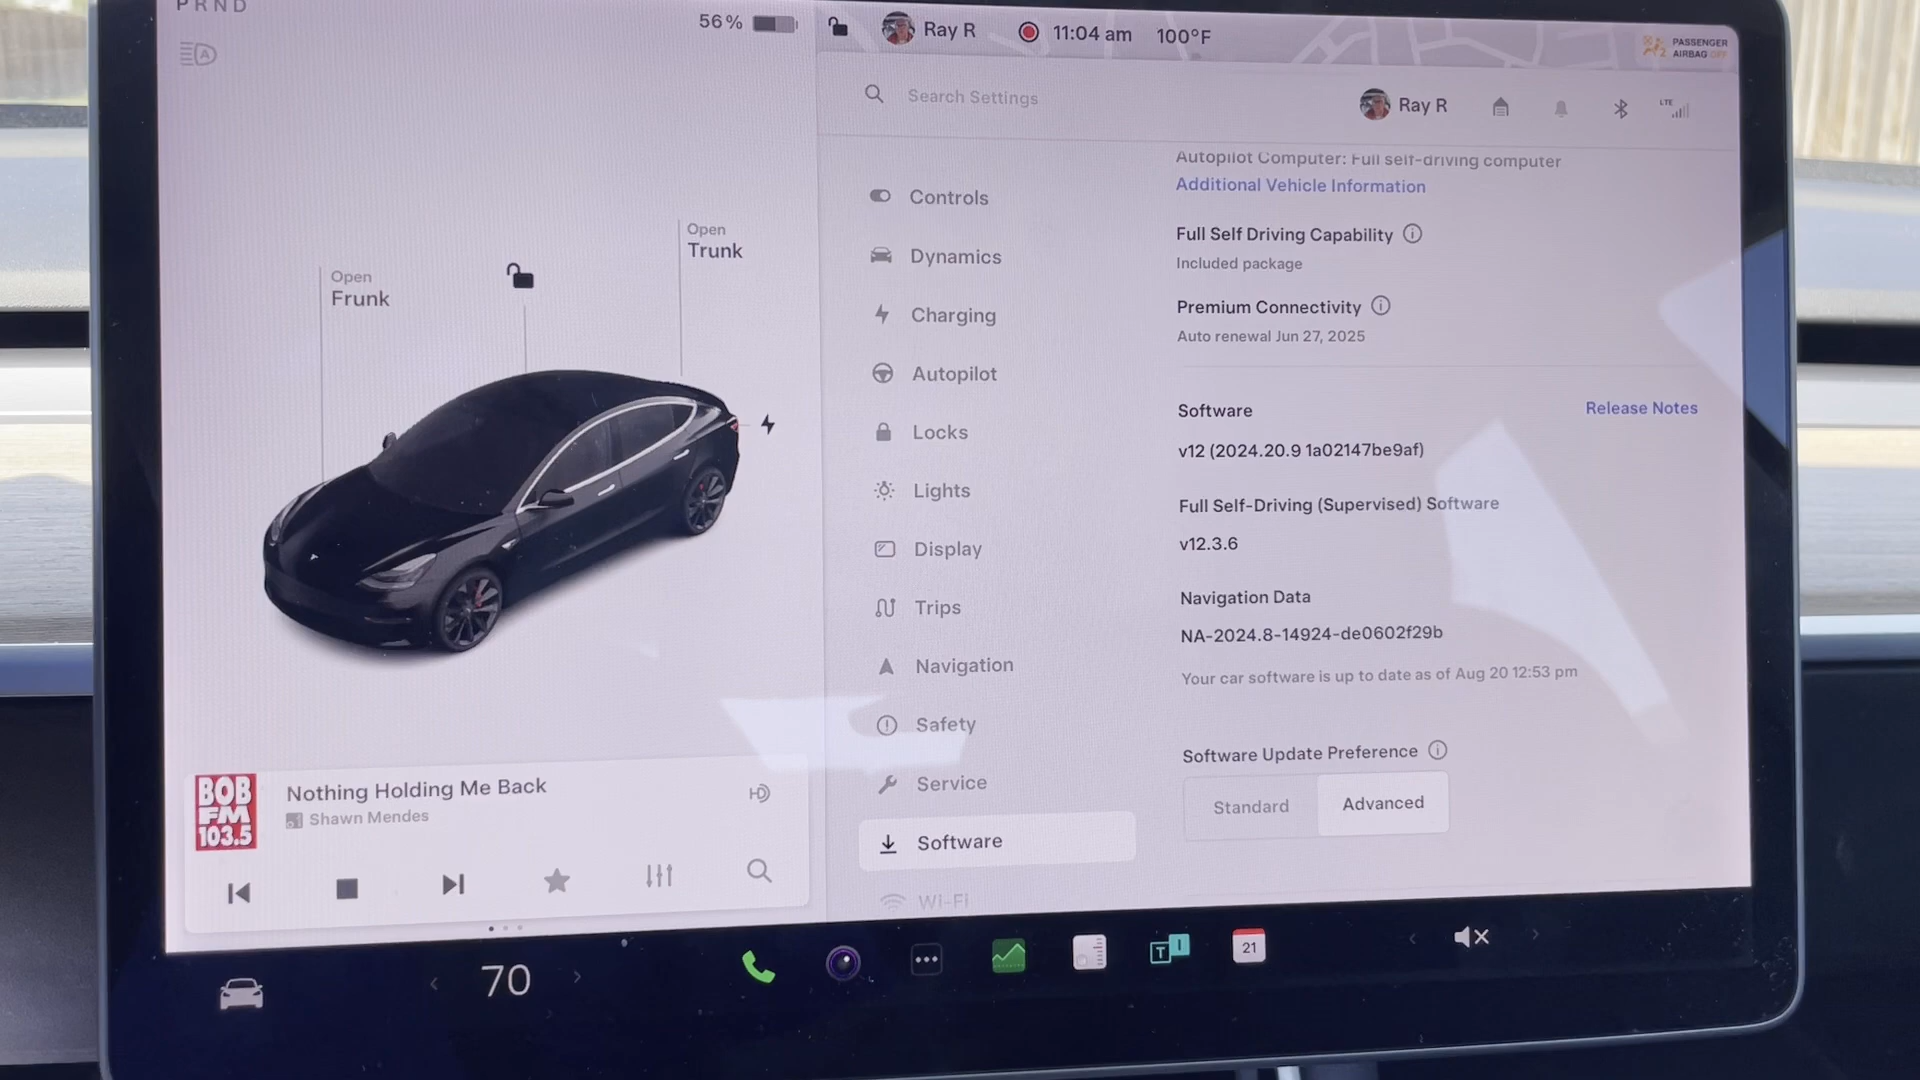 PRND
56%
Ray R
11:04 am
100°F
PASSENGER
AIRBAG OFF
Search Settings
Ray R
LTE
Open
Frunk
Open
Trunk
Controls
Dynamics
Charging
Autopilot
Locks
Lights
Display
Trips
Navigation
Safety
Service
Software
Wi-Fi
Autopilot Computer: Full self-driving computer
Additional Vehicle Information
Full Self Driving Capability
Included package
Premium Connectivity
Auto renewal Jun 27, 2025
Software
Release Notes
v12 (2024.20.9 1a02147be9af)
Full Self-Driving (Supervised) Software
v12.3.6
Navigation Data
NA-2024.8-14924-de0602f29b
Your car software is up to date as of Aug 20 12:53 pm
Software Update Preference
Standard
Advanced
BOB
FM
103.5
Nothing Holding Me Back
Shawn Mendes
HD
70
T
I
21